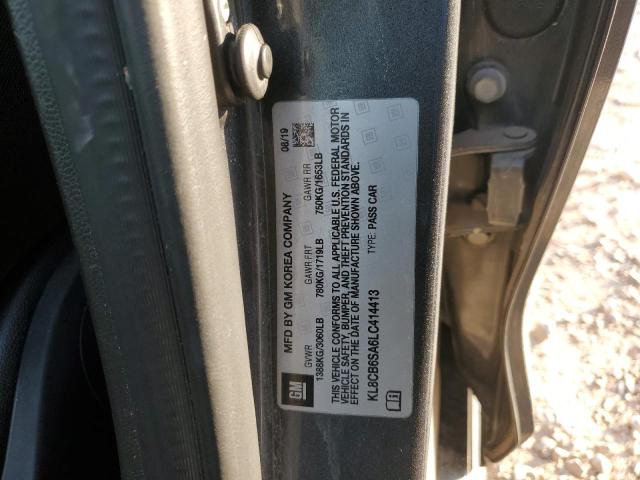 GM
MFD BY GM KOREA COMPANY
08/19
GVWR GAWR FRT GAWR RR
1388KG/3060LB 780KG/1719LB 750KG/1653LB
THIS VEHICLE CONFORMS TO ALL APPLICABLE U.S. FEDERAL MOTOR
VEHICLE SAFETY, BUMPER, AND THEFT PREVENTION STANDARDS IN
EFFECT ON THE DATE OF MANUFACTURE SHOWN ABOVE.
TYPE: PASS CAR
KL8CB6SA6LC414413